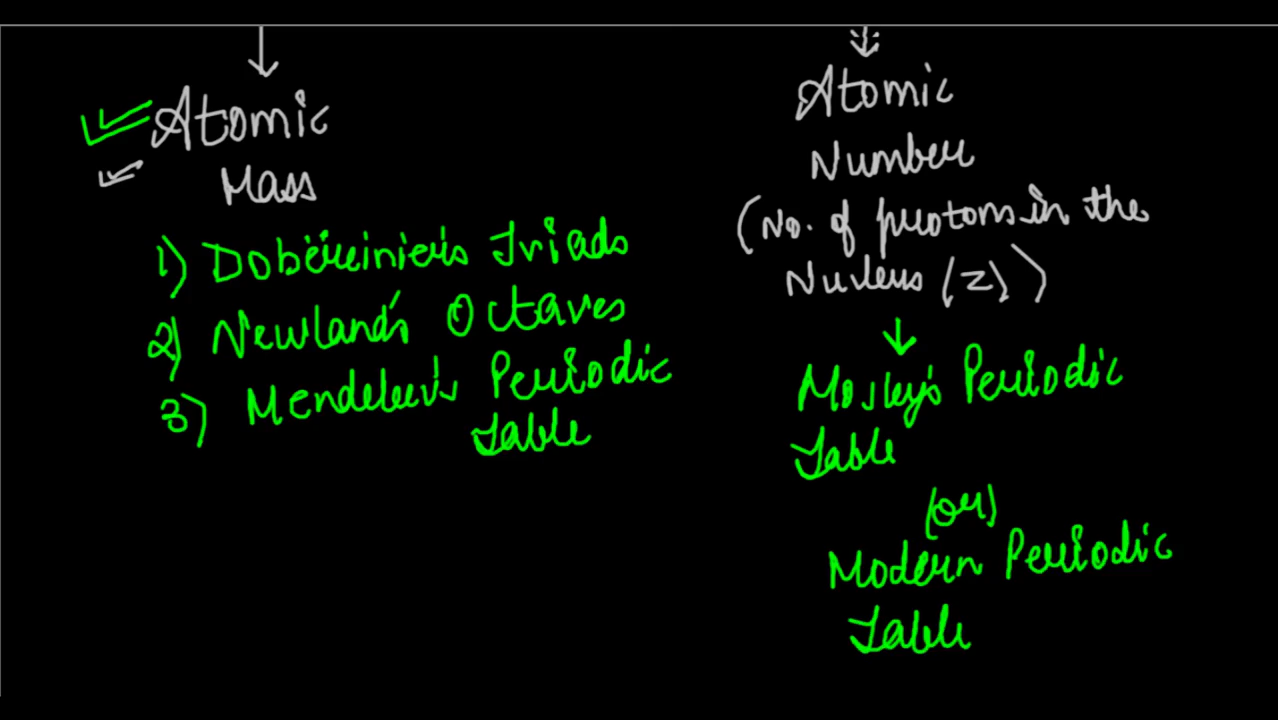 Atomic
Mass
1) Dobereinier's Triads
2) Newland's Octaves
3) Mendeleev's Periodic
Table
Atomic
Number
(No. of protons in the
Nucleus (z))
Mosley's Periodic
Table
(or)
Modern Periodic
Table